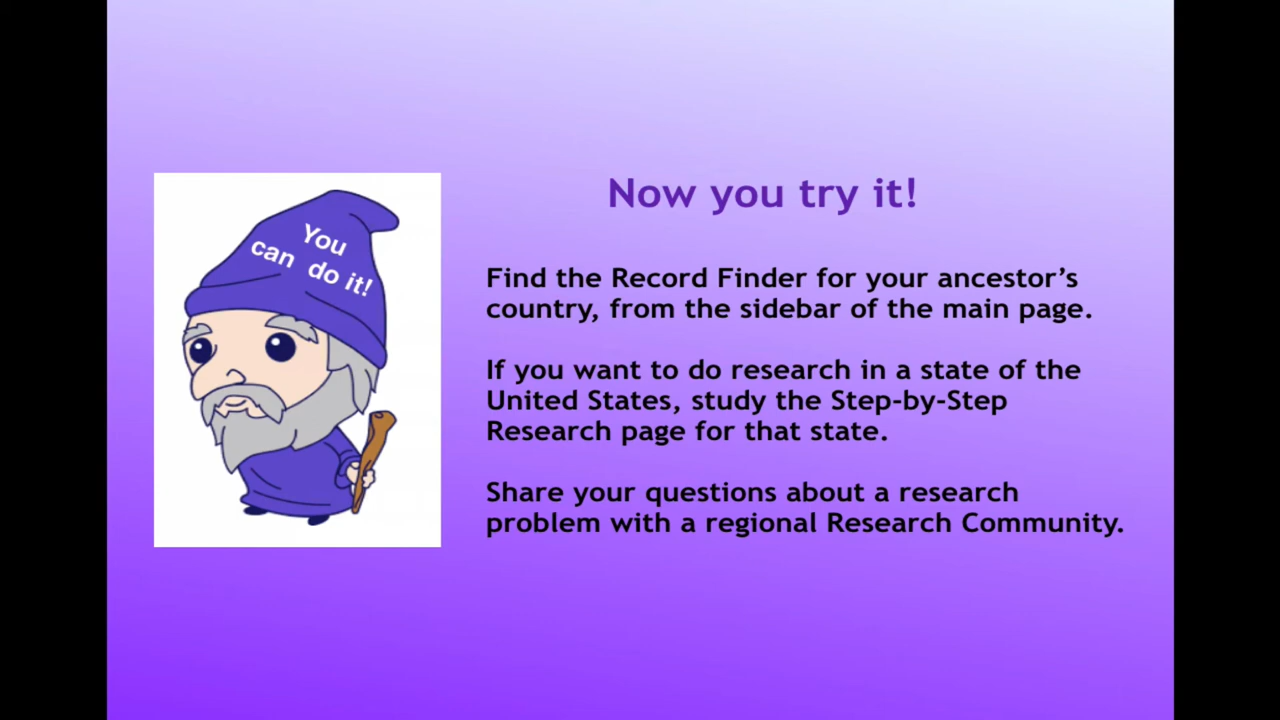 You
can do it!
Now you try it!
Find the Record Finder for your ancestor’s
country, from the sidebar of the main page.
If you want to do research in a state of the
United States, study the Step-by-Step
Research page for that state.
Share your questions about a research
problem with a regional Research Community.